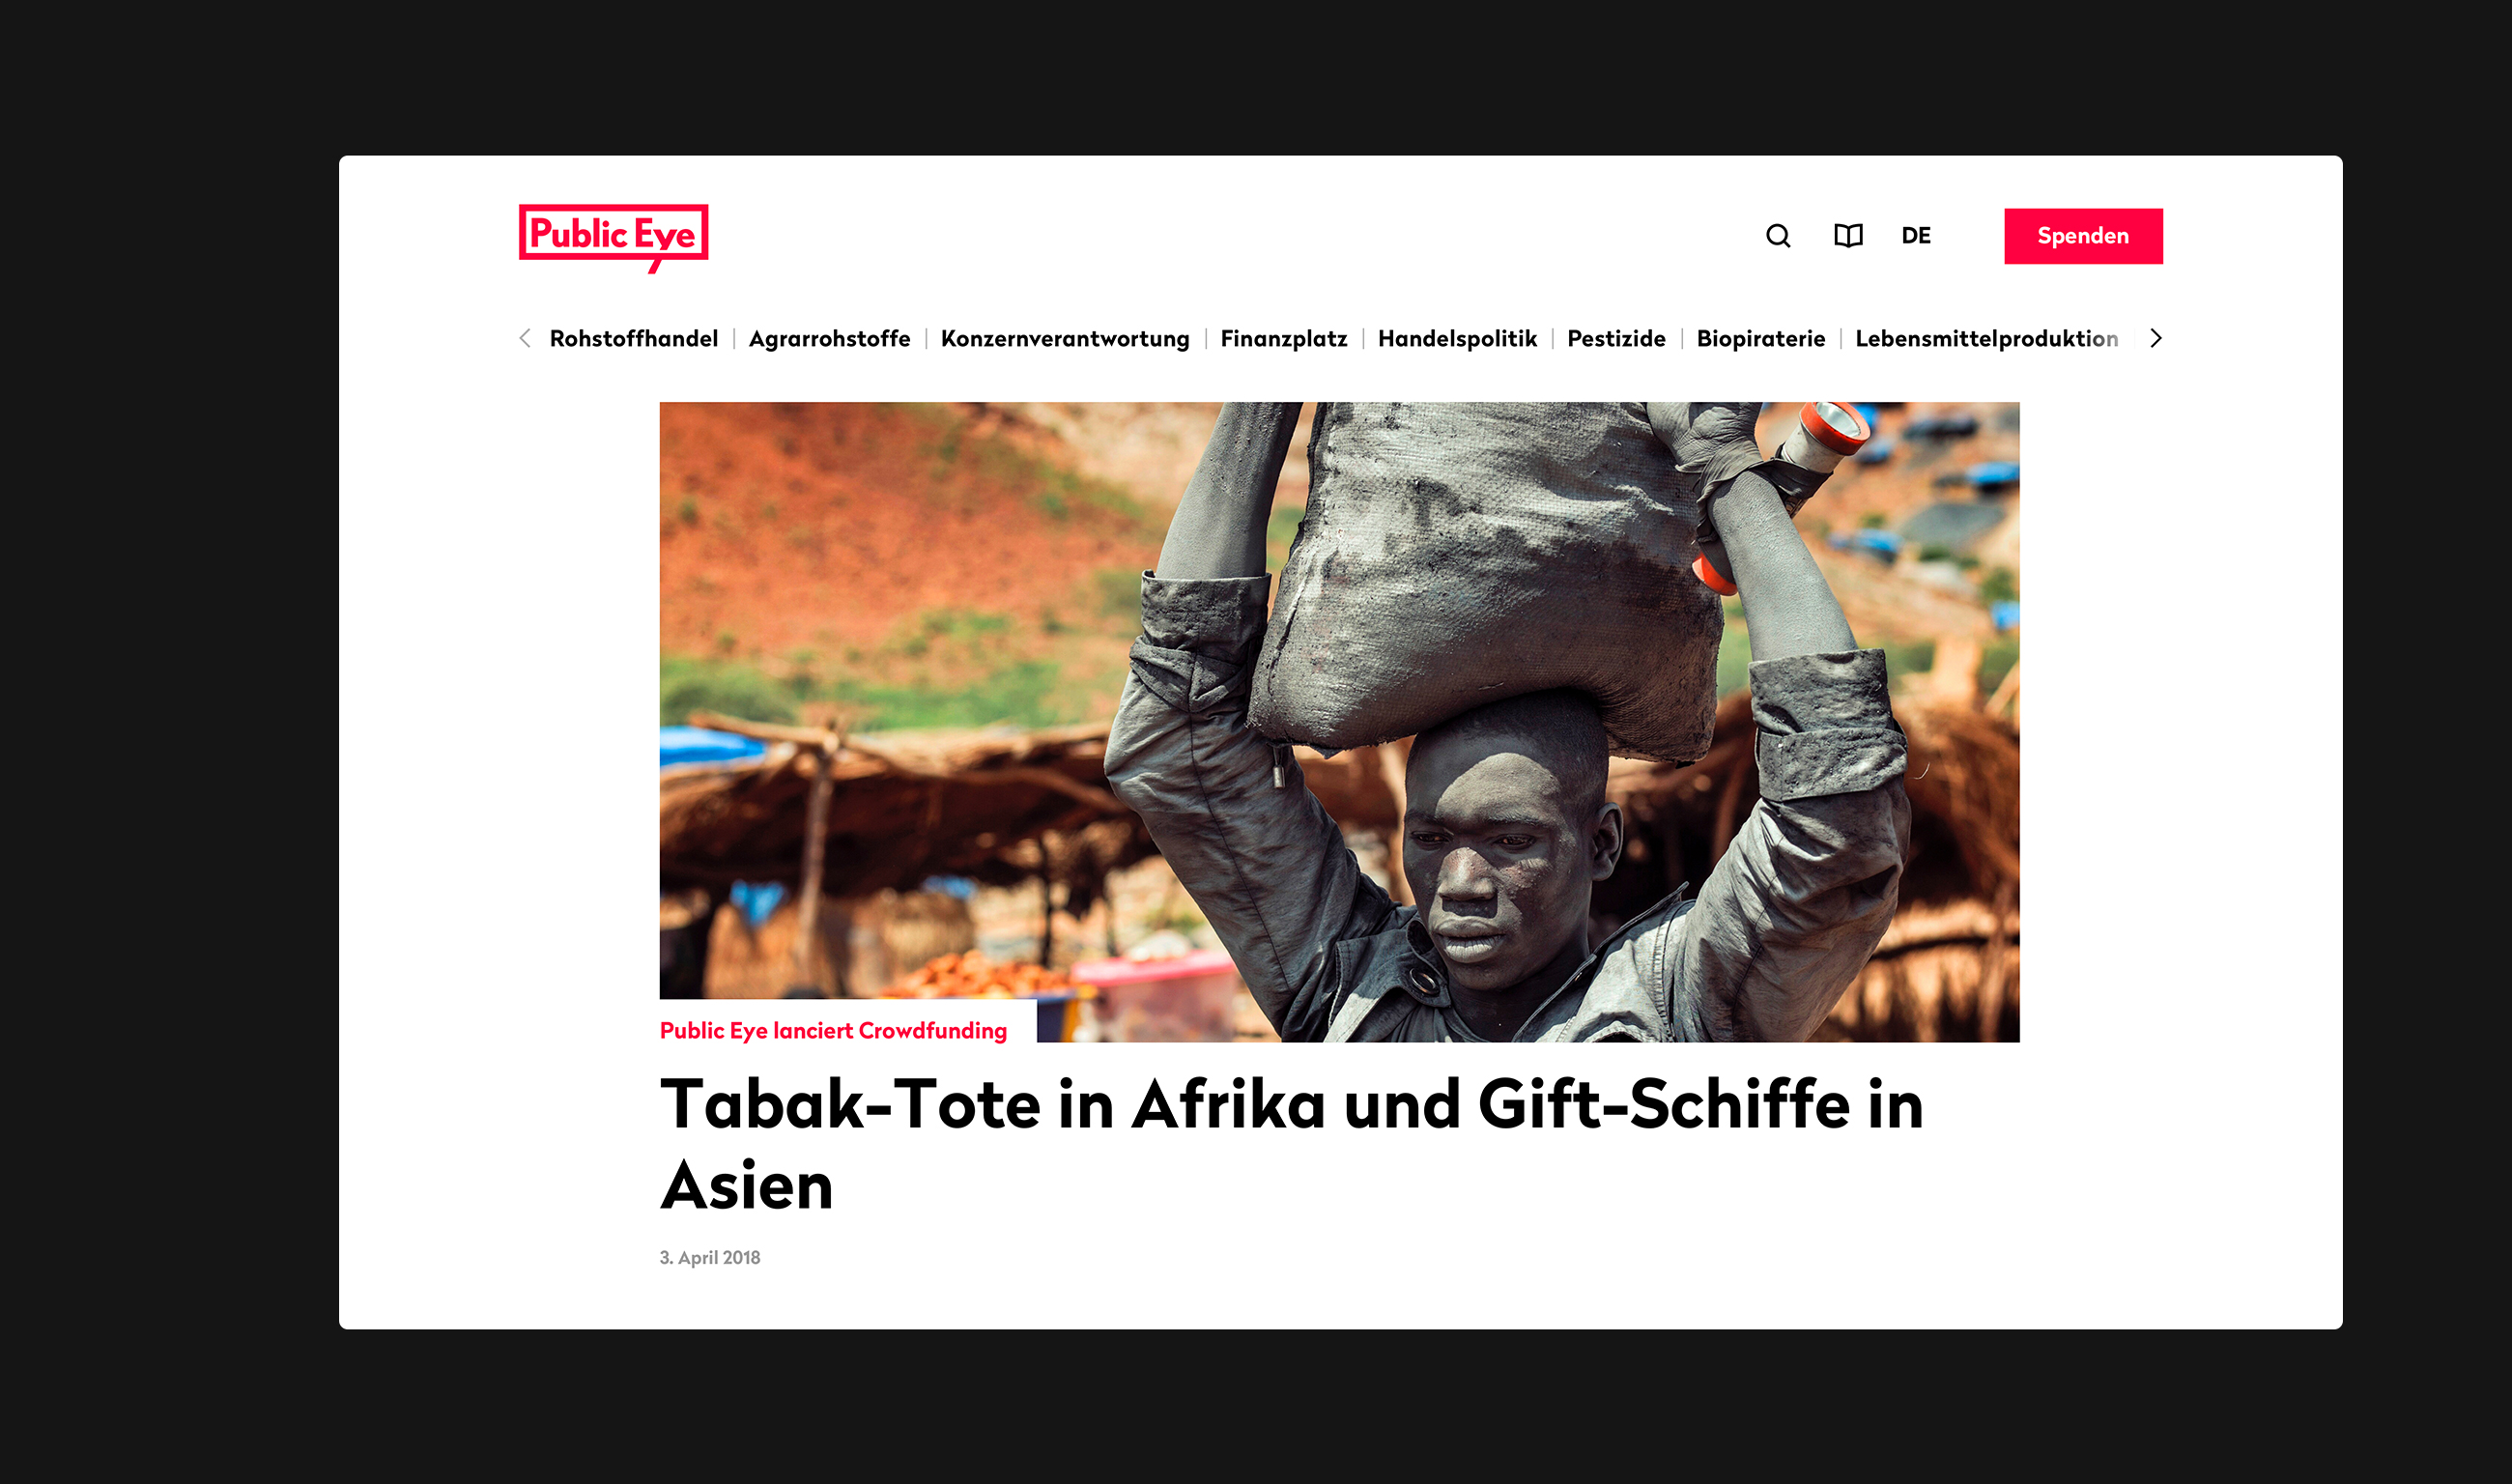 Public Eye
DE
Spenden
Rohstoffhandel | Agrarrohstoffe | Konzernverantwortung | Finanzplatz | Handelspolitik | Pestizide | Biopiraterie | Lebensmittelproduktion
Public Eye lanciert Crowdfunding
Tabak-Tote in Afrika und Gift-Schiffe in
Asien
3. April 2018